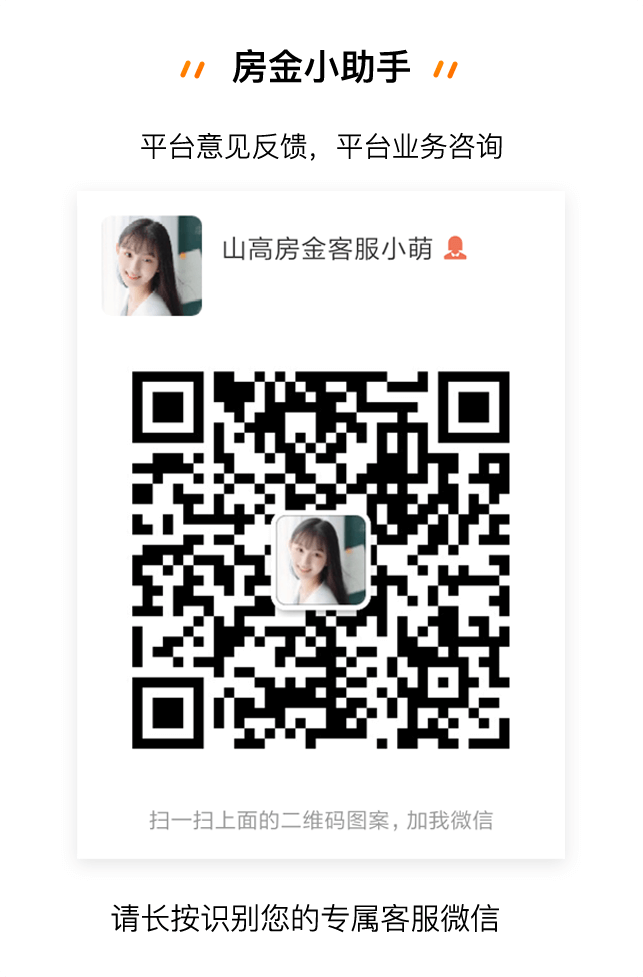 房金小助手
平台意见反馈，平台业务咨询
山高房金客服小萌
扫一扫上面的二维码图案，加我微信
请长按识别您的专属客服微信